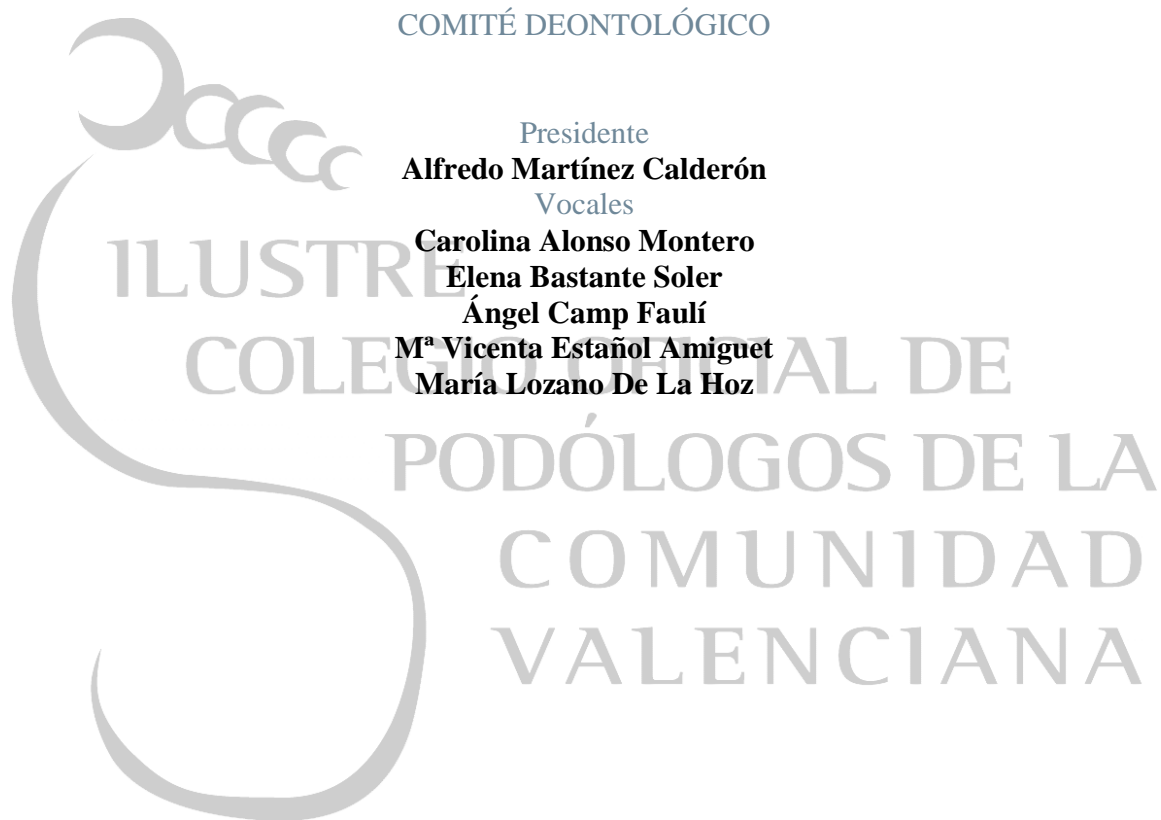 COMITÉ DEONTOLÓGICO
Presidente
Alfredo Martínez Calderón
Vocales
Carolina Alonso Montero
Elena Bastante Soler
Ángel Camp Faulí
Mª Vicenta Estañol Amiguet
María Lozano De La Hoz
ILUSTRE
COLEGIO OFICIAL DE
PODÓLOGOS DE LA
COMUNIDAD
VALENCIANA